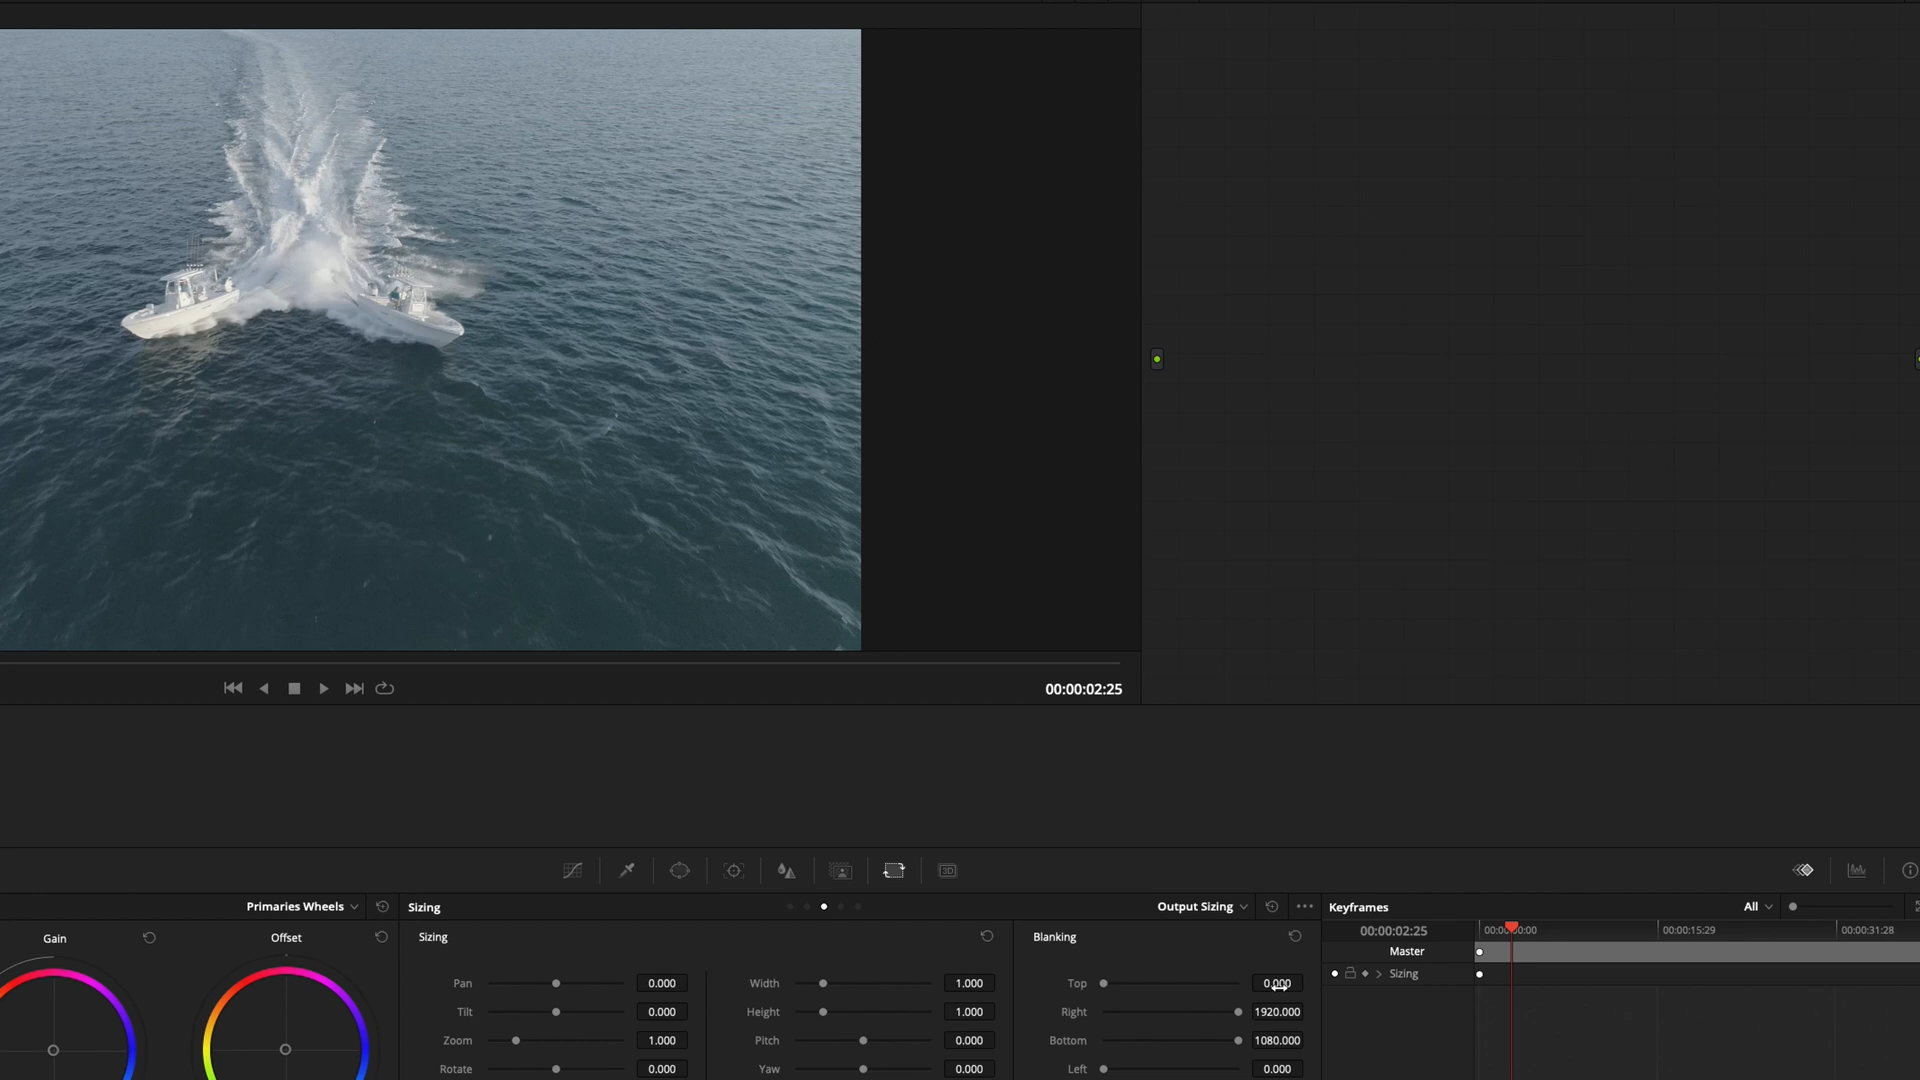 00:00:02:25
3D
Primaries Wheels
Sizing
Output Sizing
Keyframes
All
Gain
Offset
Sizing
Blanking
00:00:02:25
00:00:00:00
00:00:15:29
00:00:31:28
Master
Sizing
Pan 0.000 Width 1.000 Top 0.000
Tilt 0.000 Height 1.000 Right 1920.000
Zoom 1.000 Pitch 0.000 Bottom 1080.000
Rotate 0.000 Yaw 0.000 Left 0.000